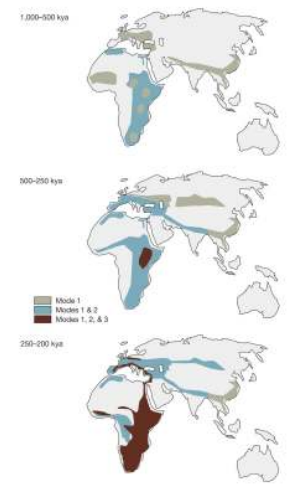 1,000–500 kya
500–250 kya
Mode 1
Modes 1 & 2
Modes 1, 2, & 3
250–200 kya